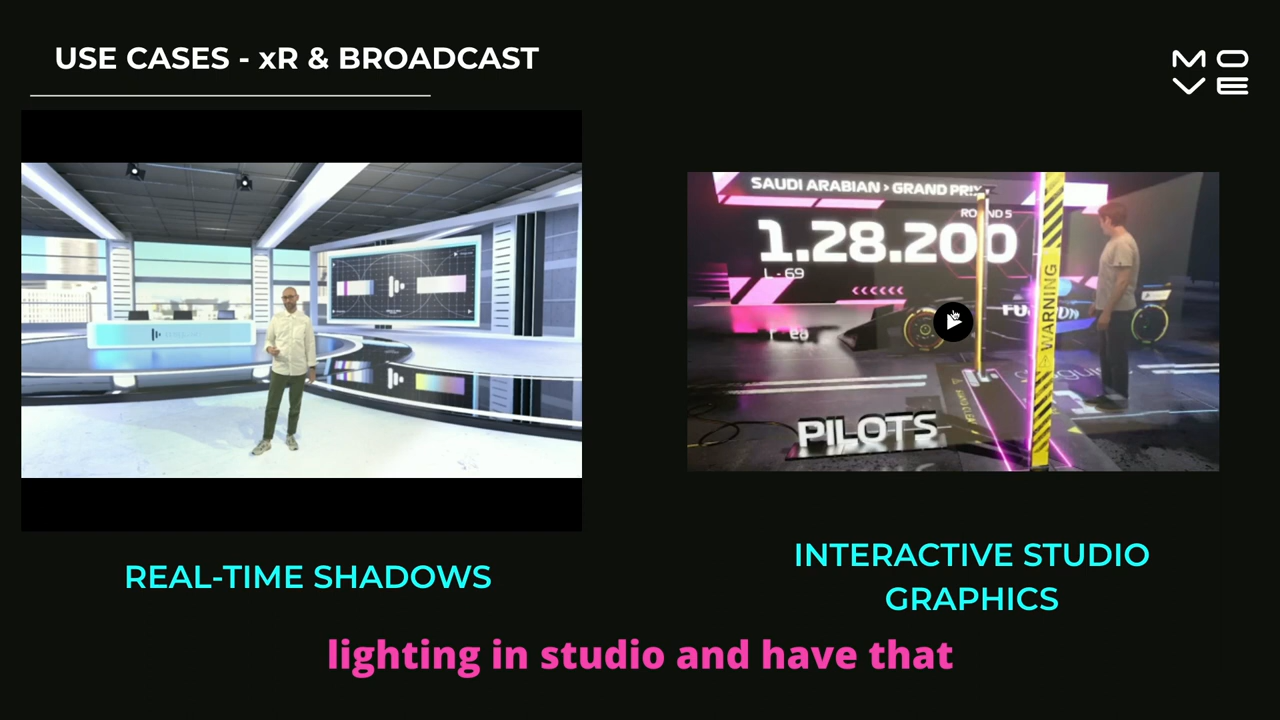 USE CASES - xR & BROADCAST
MOVE
SAUDI ARABIAN > GRAND PRIX
ROUND 5
1.28.200
L - 69
WARNING
PILOTS
REAL-TIME SHADOWS
INTERACTIVE STUDIO
GRAPHICS
lighting in studio and have that